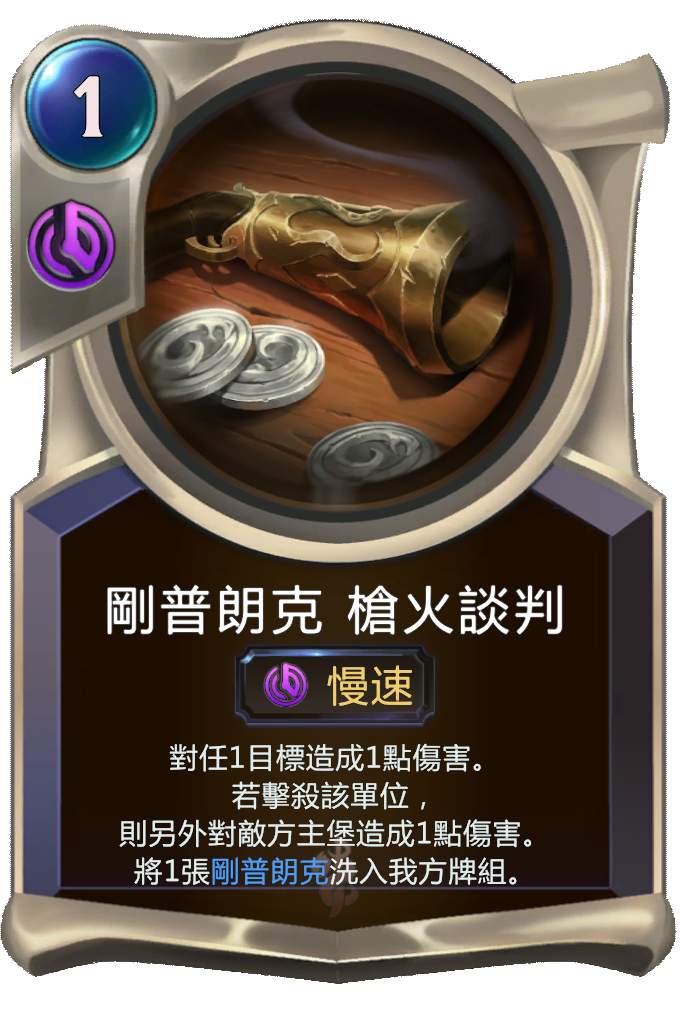 1
剛普朗克 槍火談判
慢速
對任1目標造成1點傷害。
若擊殺該單位，
則另外對敵方主堡造成1點傷害。
將1張剛普朗克洗入我方牌組。